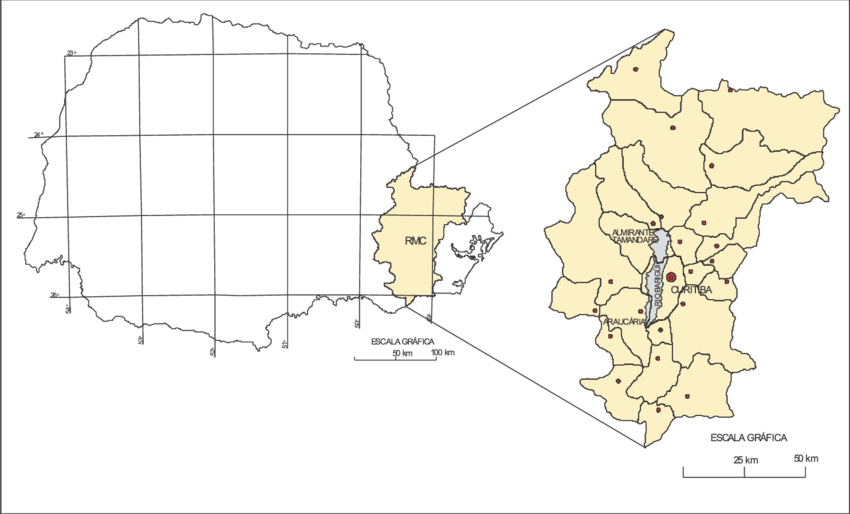 23°
24°
25°
26°
54°
53°
52°
51°
50°
RMC
ESCALA GRÁFICA
50 km 100 km
ALMIRANTE
TAMANDARÉ
RIO BARIGUI
CURITIBA
ARAUCÁRIA
ESCALA GRÁFICA
25 km 50 km